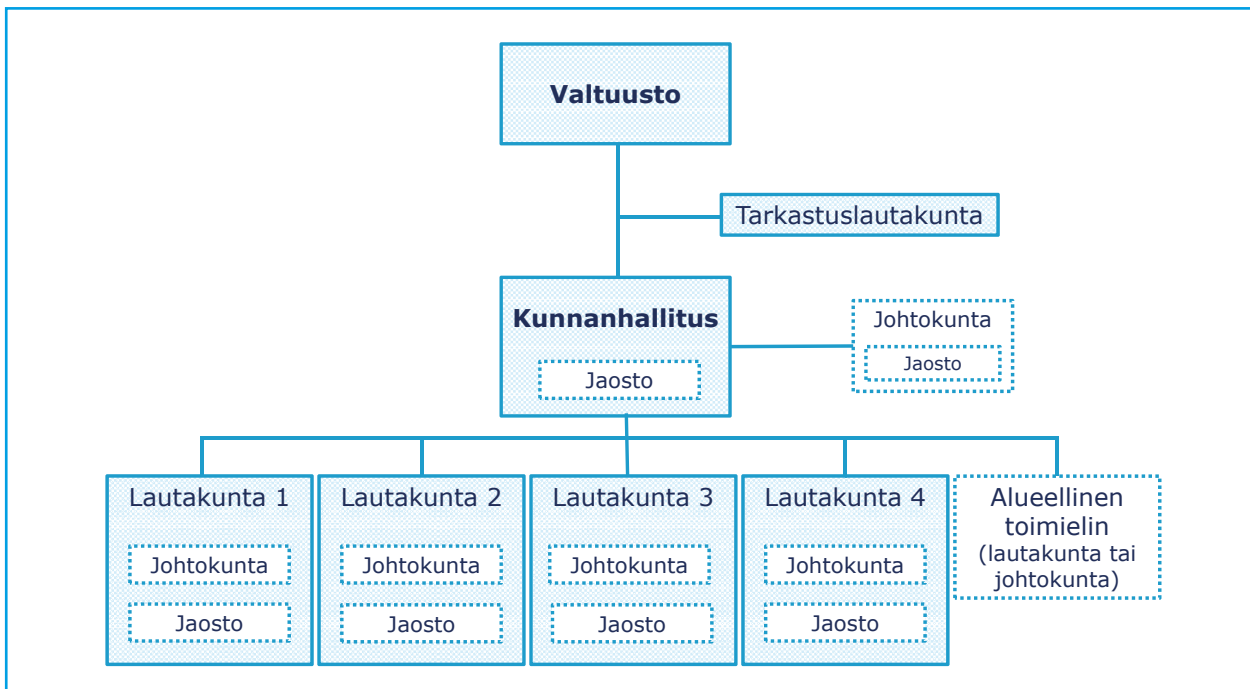 Valtuusto
Tarkastuslautakunta
Kunnanhallitus
Jaosto
Johtokunta
Jaosto
Lautakunta 1
Johtokunta
Jaosto
Lautakunta 2
Johtokunta
Jaosto
Lautakunta 3
Johtokunta
Jaosto
Lautakunta 4
Johtokunta
Jaosto
Alueellinen
toimielin
(lautakunta tai
johtokunta)